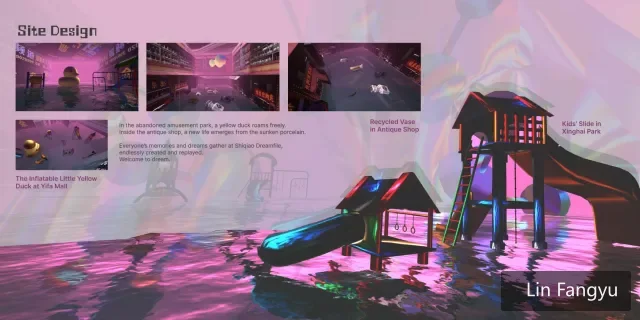 Site Design
In the abandoned amusement park, a yellow duck roams freely.
Inside the antique shop, a new life emerges from the sunken porcelain.
Everyone's memories and dreams gather at Shiqiao Dreamfile,
endlessly created and replayed.
Welcome to dream.
The Inflatable Little Yellow
Duck at Yifa Mall
Recycled Vase
in Antique Shop
Kids' Slide in
Xinghai Park
Lin Fangyu